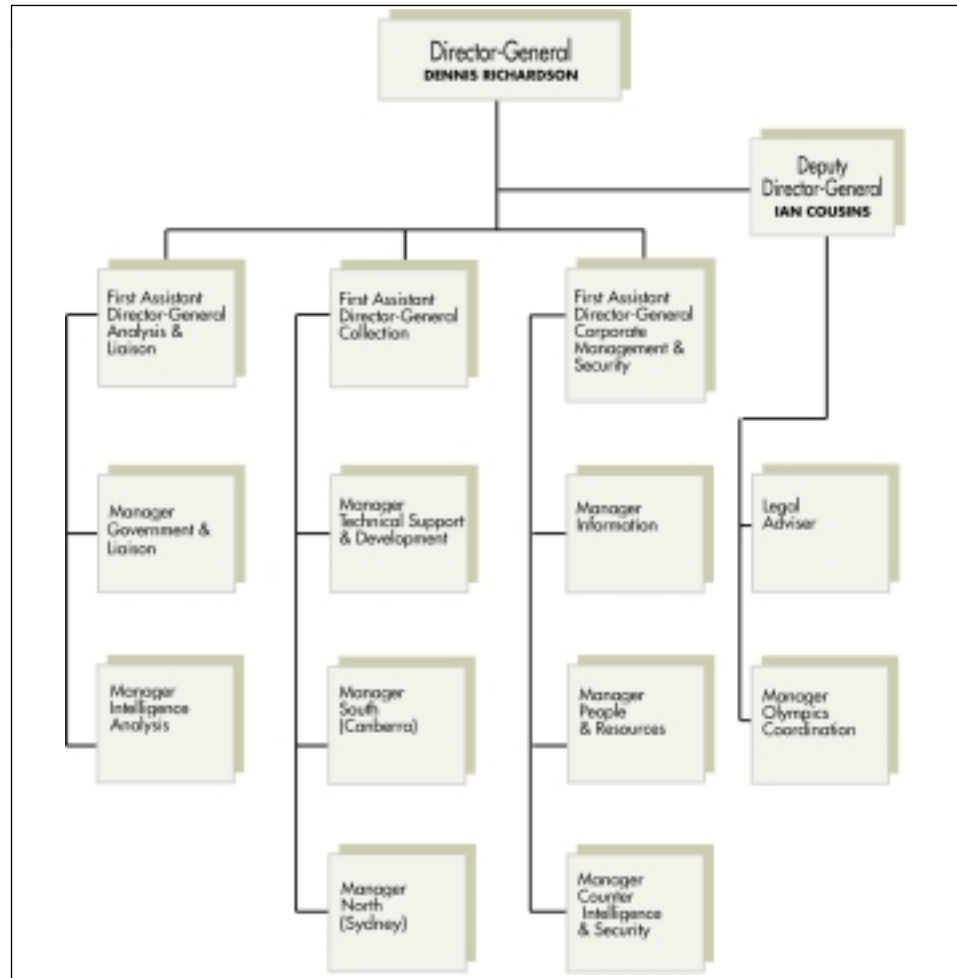 Director-General
DENNIS RICHARDSON
Deputy
Director-General
IAN COUSINS
First Assistant
Director-General
Analysis &
Liaison
First Assistant
Director-General
Collection
First Assistant
Director-General
Corporate
Management &
Security
Manager
Government &
Liaison
Manager
Technical Support
& Development
Manager
Information
Legal
Adviser
Manager
Intelligence
Analysis
Manager
South
(Canberra)
Manager
People
& Resources
Manager
Olympics
Coordination
Manager
North
(Sydney)
Manager
Counter
Intelligence
& Security